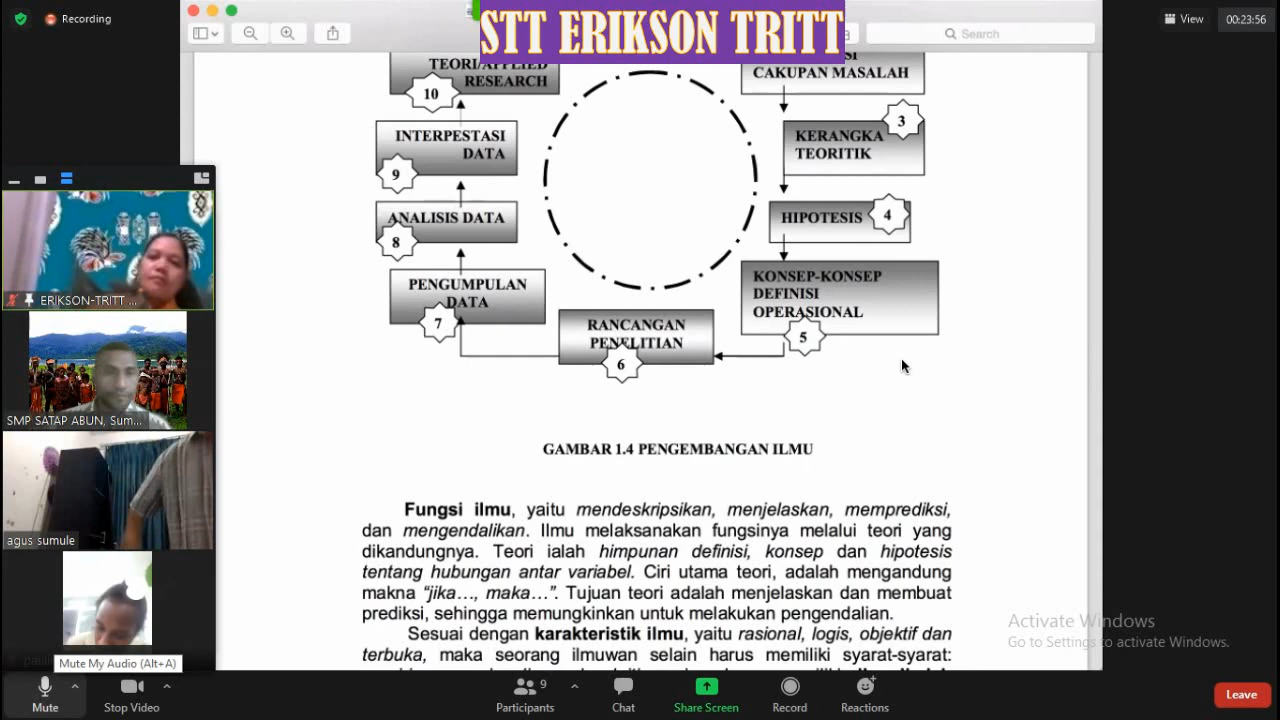 Recording
STT ERIKSON TRITT
View
00:23:56
Search
TEORI/APPLIED
RESEARCH
10
CAKUPAN MASALAH
INTERPESTASI
DATA
9
3
KERANGKA
TEORITIK
ANALISIS DATA
8
HIPOTESIS
4
PENGUMPULAN
DATA
7
KONSEP-KONSEP
DEFINISI
OPERASIONAL
5
RANCANGAN
PENELITIAN
6
GAMBAR 1.4 PENGEMBANGAN ILMU
Fungsi ilmu, yaitu mendeskripsikan, menjelaskan, memprediksi,
dan mengendalikan. Ilmu melaksanakan fungsinya melalui teori yang
dikandungnya. Teori ialah himpunan definisi, konsep dan hipotesis
tentang hubungan antar variabel. Ciri utama teori, adalah mengandung
makna “jika…, maka…”. Tujuan teori adalah menjelaskan dan membuat
prediksi, sehingga memungkinkan untuk melakukan pengendalian.
Sesuai dengan karakteristik ilmu, yaitu rasional, logis, objektif dan
terbuka, maka seorang ilmuwan selain harus memiliki syarat-syarat:
ERIKSON-TRITT ...
SMP SATAP ABUN, Sum...
agus sumule
Mute My Audio (Alt+A)
Activate Windows
Go to Settings to activate Windows.
Mute
Stop Video
Participants
9
Chat
Share Screen
Record
Reactions
Leave